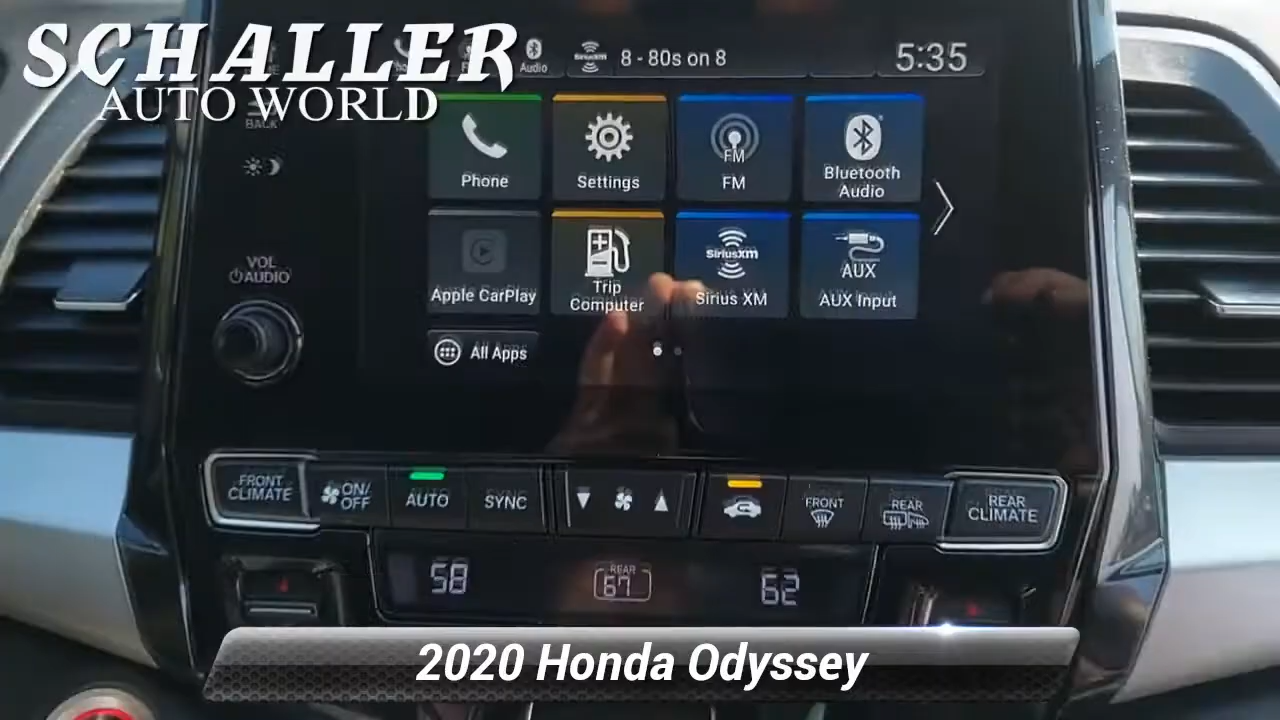 SCHALLER
AUTO WORLD
Audio
SiriusXM
8 - 80s on 8
5:35
BACK
Phone
Settings
FM
FM
Bluetooth
Audio
VOL
AUDIO
Apple CarPlay
Trip
Computer
SiriusXM
Sirius XM
AUX
AUX Input
All Apps
FRONT
CLIMATE
ON/
OFF
AUTO
SYNC
FRONT
REAR
REAR
CLIMATE
58
REAR
67
62
2020 Honda Odyssey